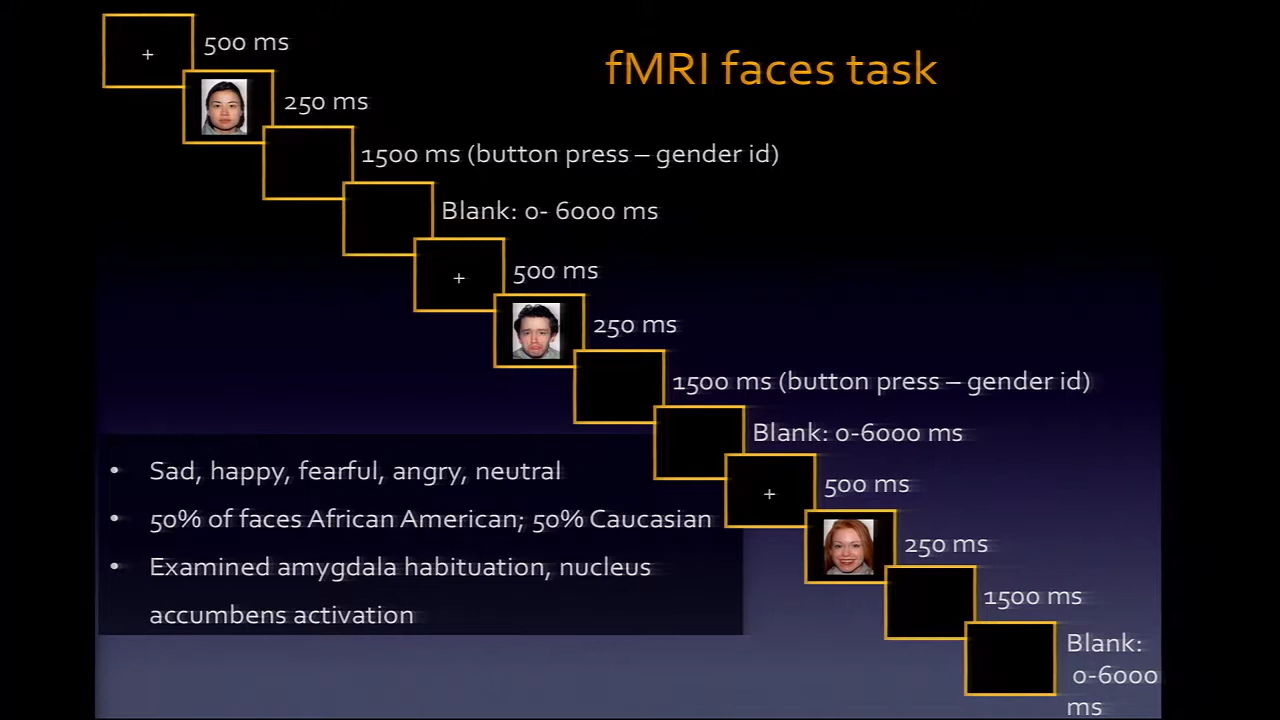 fMRI faces task
+
500 ms
250 ms
1500 ms (button press – gender id)
Blank: 0- 6000 ms
+
500 ms
250 ms
1500 ms (button press – gender id)
Blank: 0-6000 ms
+
500 ms
250 ms
1500 ms
Blank:
0-6000
ms
• Sad, happy, fearful, angry, neutral
• 50% of faces African American; 50% Caucasian
• Examined amygdala habituation, nucleus
accumbens activation